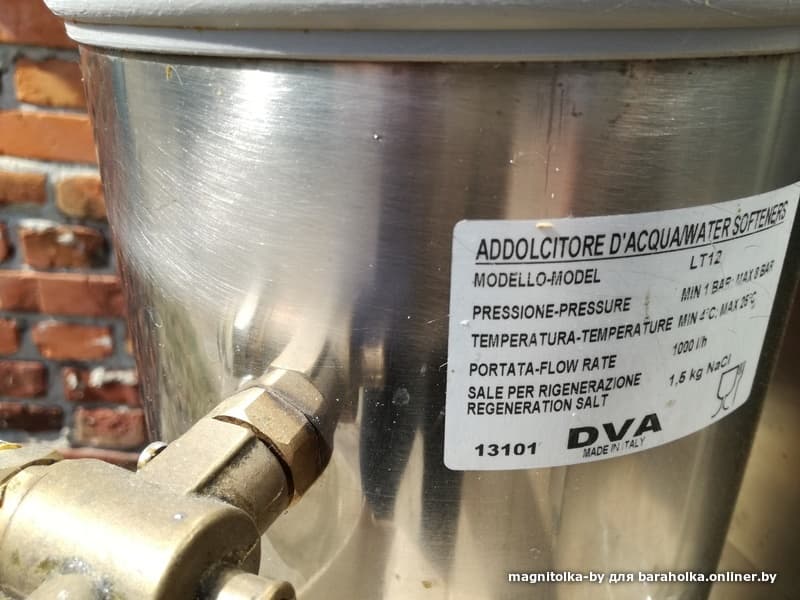 ADDOLCITORE D'ACQUA/WATER SOFTENERS
MODELLO-MODEL LT12
PRESSIONE-PRESSURE MIN 1 BAR: MAX 8 BAR
TEMPERATURA-TEMPERATURE MIN 4°C, MAX 25°C
PORTATA-FLOW RATE 1000 l/h
SALE PER RIGENERAZIONE 1,5 kg NaCl
REGENERATION SALT
13101 DVA
MADE IN ITALY
magnitolka-by для baraholka.onliner.by